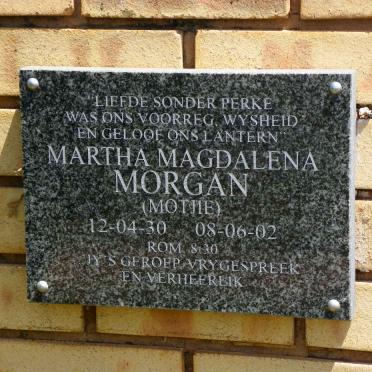 "LIEFDE SONDER PERKE
WAS ONS VOORREG, WYSHEID
EN GELOOF ONS LANTERN"
MARTHA MAGDALENA
MORGAN
(MOTJIE)
12-04-30 08-06-02
ROM. 8:30
JY'S GEROEP, VRYGESPREEK
EN VERHEERLIK